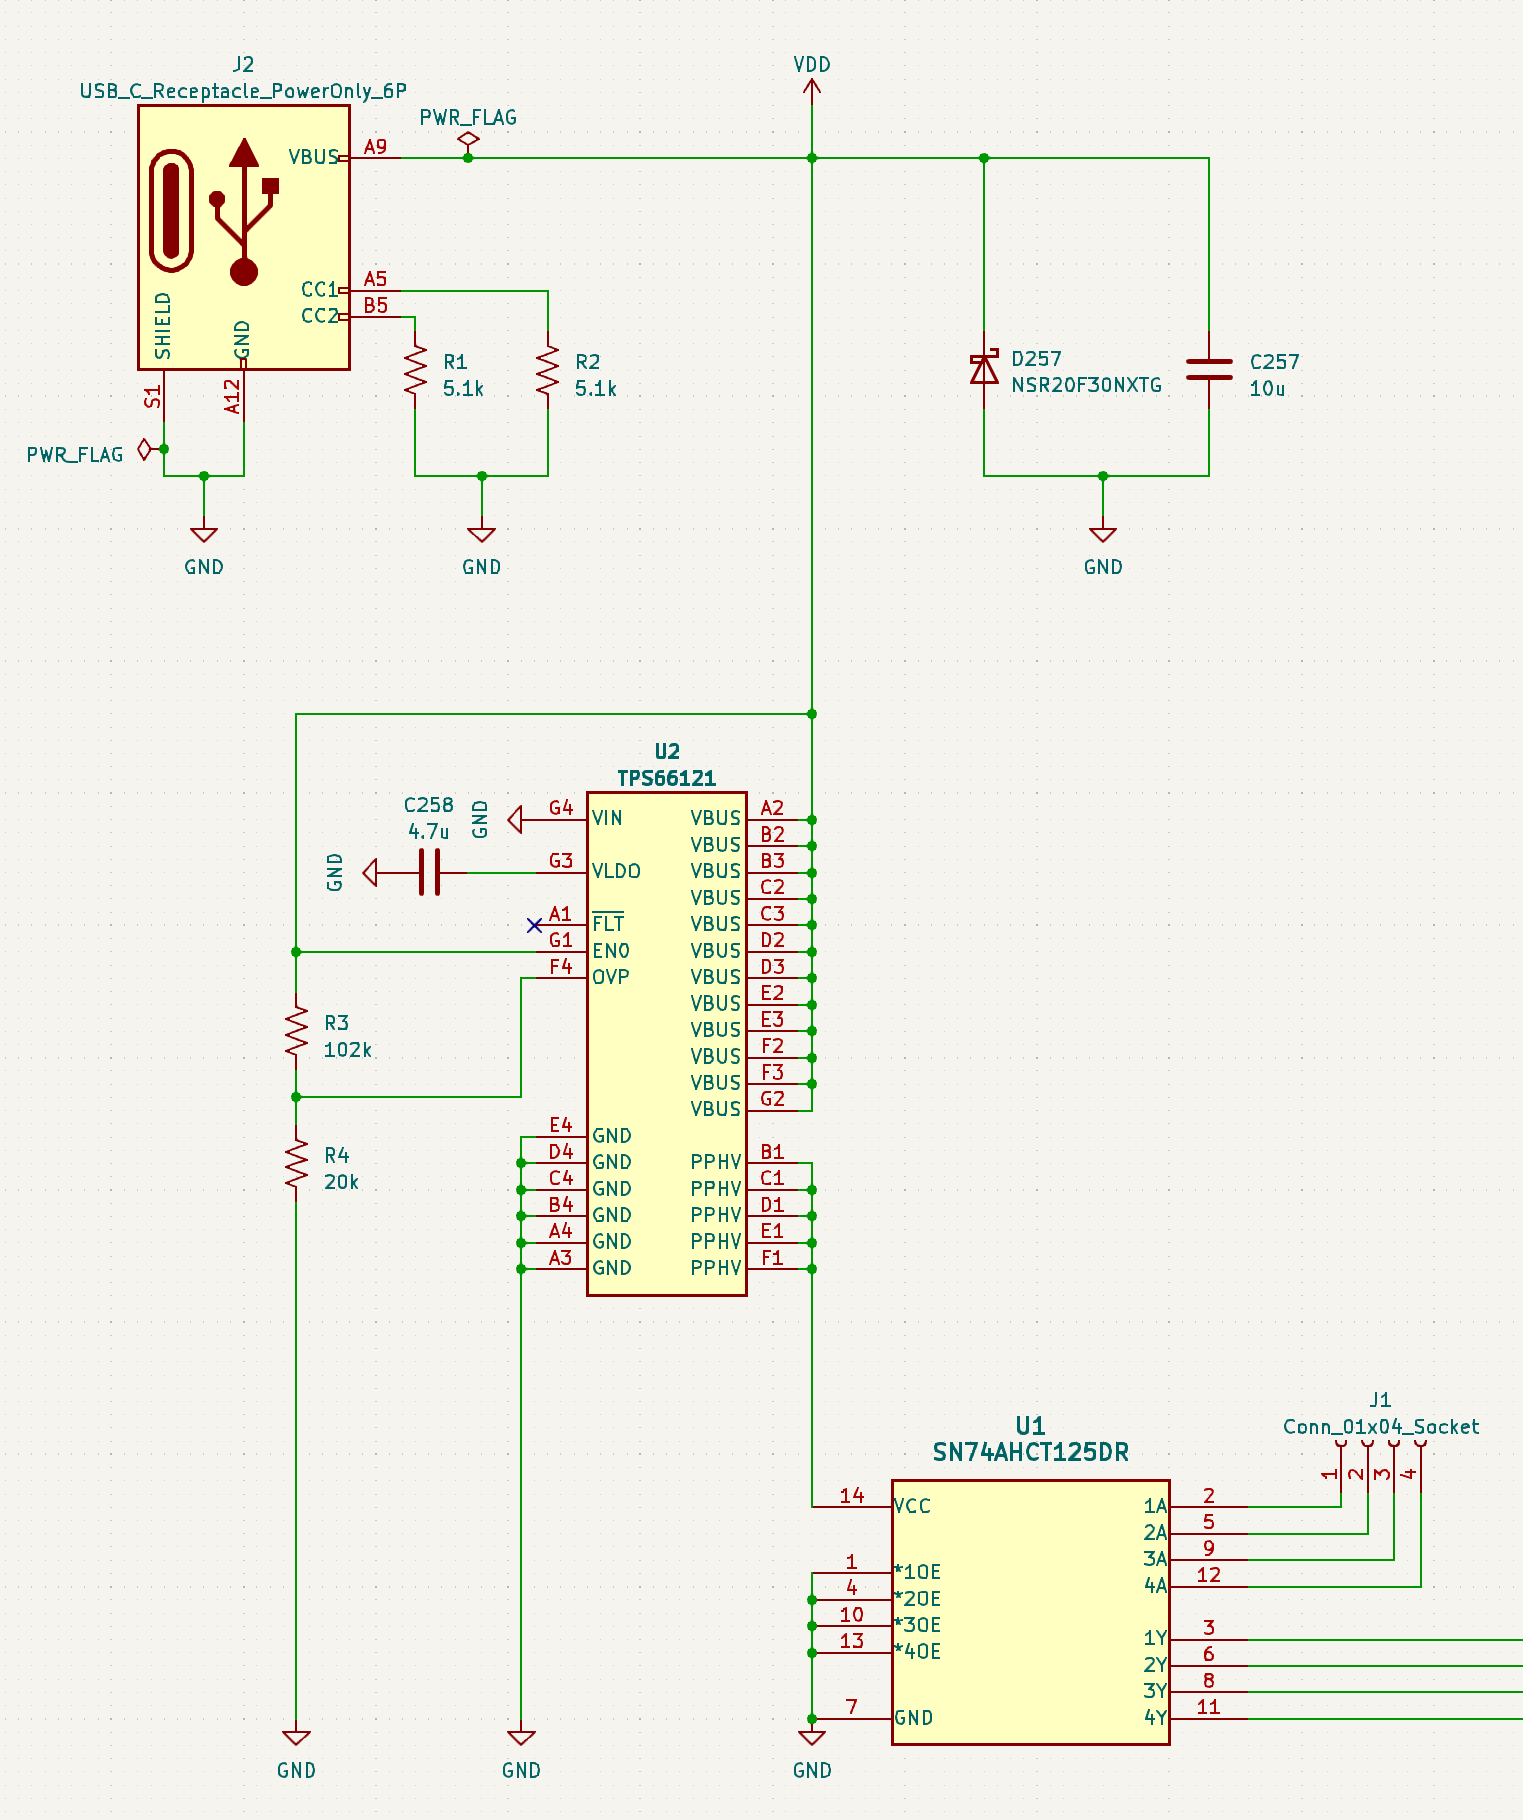 J2
USB_C_Receptacle_PowerOnly_6P
VBUS
A9
CC1
A5
CC2
B5
SHIELD
GND
S1
A12
PWR_FLAG
PWR_FLAG
GND
R1
5.1k
R2
5.1k
GND
VDD
D257
NSR20F30NXTG
C257
10u
GND
U2
TPS66121
C258
4.7u
GND
GND
G4
VIN
G3
VLDO
A1
FLT
G1
EN0
F4
OVP
E4
GND
D4
GND
C4
GND
B4
GND
A4
GND
A3
GND
VBUS
A2
VBUS
B2
VBUS
B3
VBUS
C2
VBUS
C3
VBUS
D2
VBUS
D3
VBUS
E2
VBUS
E3
VBUS
F2
VBUS
F3
VBUS
G2
PPHV
B1
PPHV
C1
PPHV
D1
PPHV
E1
PPHV
F1
R3
102k
R4
20k
GND
GND
GND
U1
SN74AHCT125DR
14
VCC
1
*1OE
4
*2OE
10
*3OE
13
*4OE
7
GND
1A
2
2A
5
3A
9
4A
12
1Y
3
2Y
6
3Y
8
4Y
11
J1
Conn_01x04_Socket
1
2
3
4